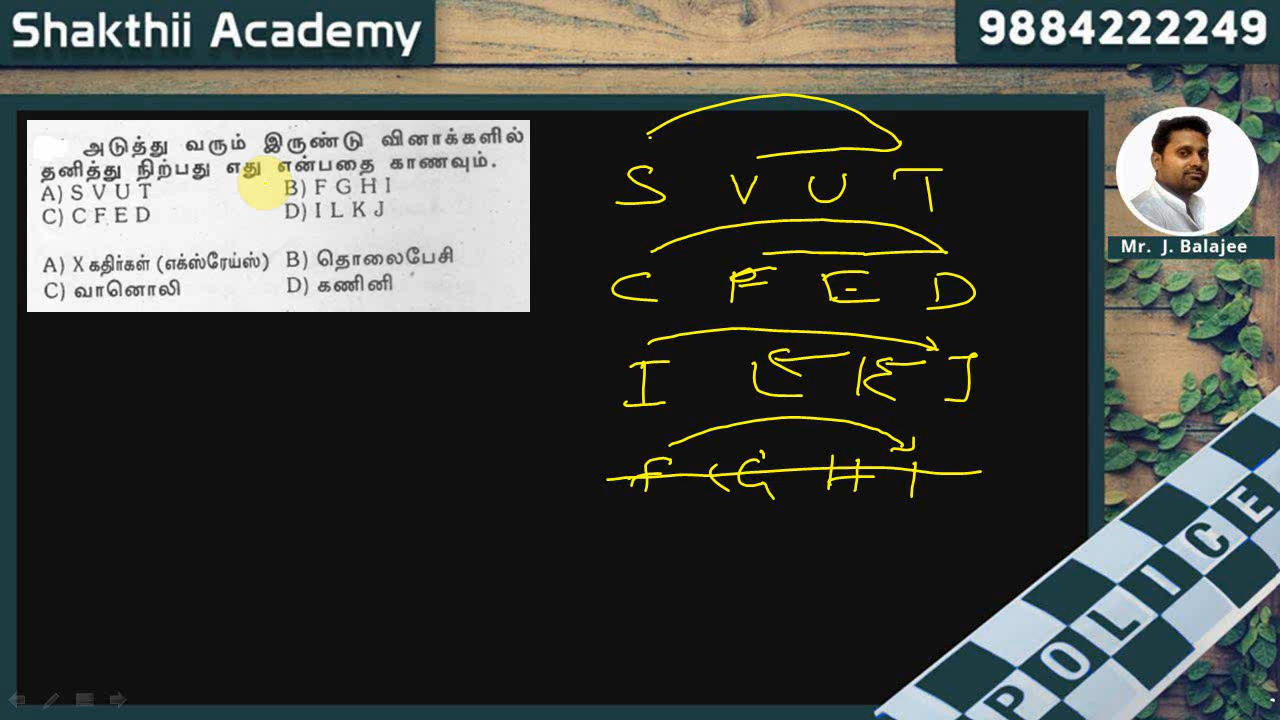 Shakthii Academy
9884222249
அடுத்து வரும் இருண்டு வினாக்களில்
தனித்து நிற்பது எது என்பதை காணவும்.
A) S V U T B) F G H I
C) C F E D D) I L K J
A) X கதிர்கள் (எக்ஸ்ரேய்ஸ்) B) தொலைபேசி
C) வானொலி D) கணினி
S V U T
C F E D
I L K J
F G H I
Mr. J. Balajee
POLICE